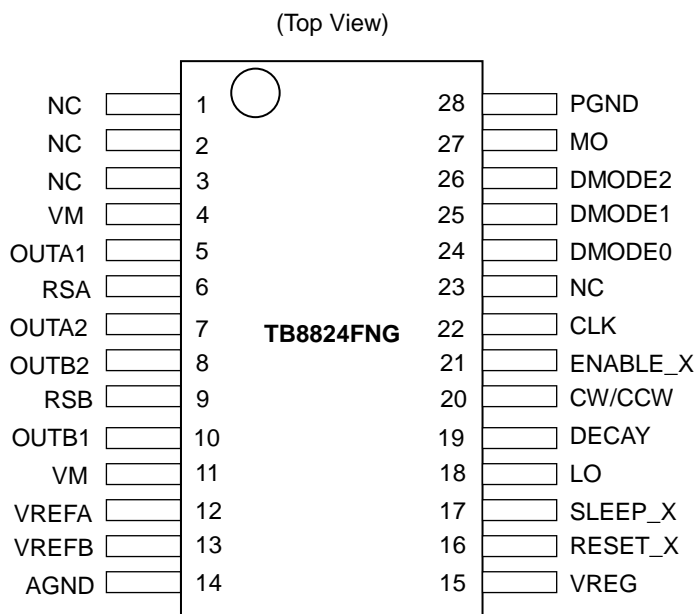 (Top View)
NC 1 28 PGND
NC 2 27 MO
NC 3 26 DMODE2
VM 4 25 DMODE1
OUTA1 5 24 DMODE0
RSA 6 23 NC
OUTA2 7 TB8824FNG 22 CLK
OUTB2 8 21 ENABLE_X
RSB 9 20 CW/CCW
OUTB1 10 19 DECAY
VM 11 18 LO
VREFA 12 17 SLEEP_X
VREFB 13 16 RESET_X
AGND 14 15 VREG